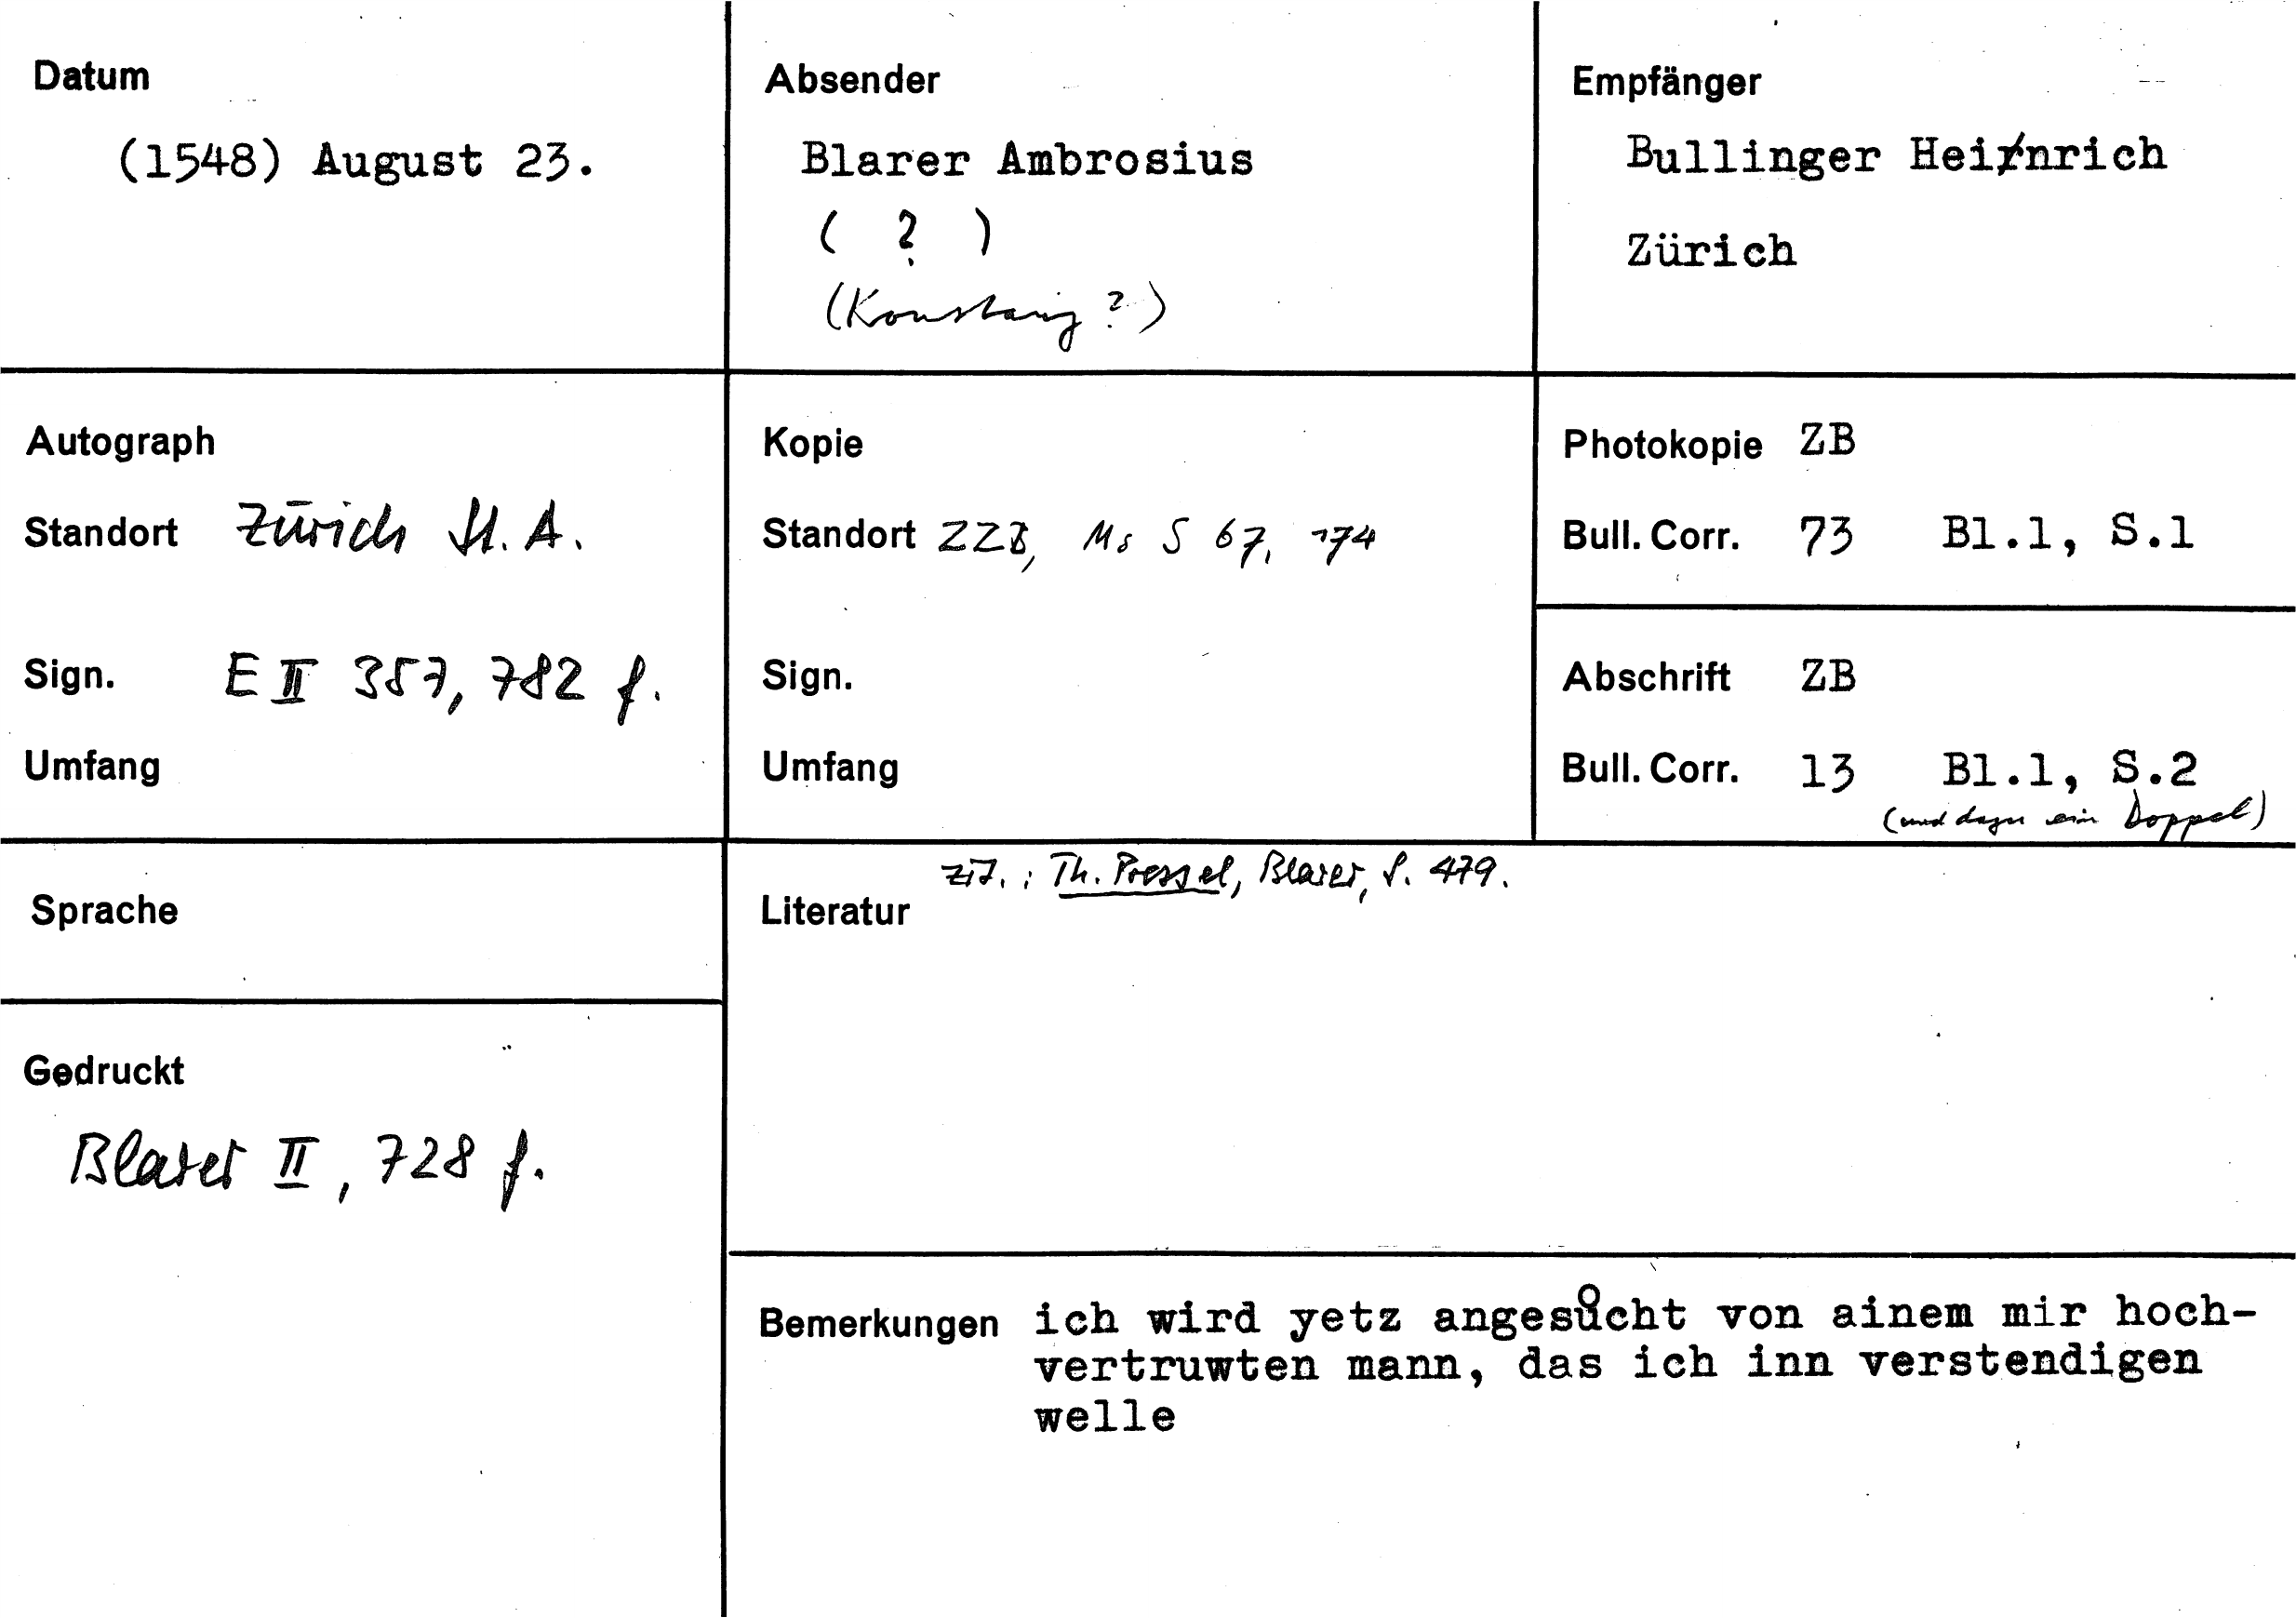 Datum
(1548) August 23.
Absender
Blarer Ambrosius
( ? )
(Konstanz ?)
Empfänger
Bullinger Heinrich
Zürich
Autograph
Standort Zürich St. A.
Sign. E II 357, 782 f.
Umfang
Kopie
Standort ZZB, Ms S 67, 174
Sign.
Umfang
Photokopie ZB
Bull. Corr. 73 Bl.1, S.1
Abschrift ZB
Bull. Corr. 13 Bl.1, S.2
(und dazu ein Doppel)
Sprache
Gedruckt
Blarer II, 728 f.
zit. : Th. Pressel, Blarer, S. 479.
Literatur
Bemerkungen ich wird yetz angesůcht von ainem mir hoch-
vertruwten mann, das ich inn verstendigen
welle